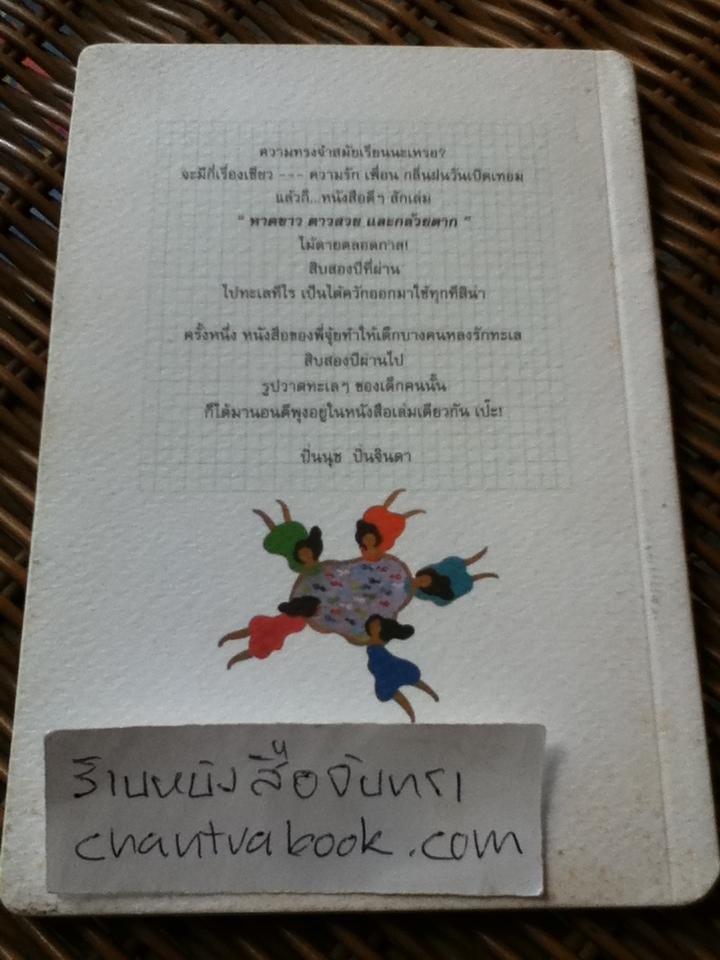 ความทรงจำสมัยเรียนนะเหรอ?
จะมีกี่เรื่องเชียว --- ความรัก เพื่อน กลิ่นฝนวันเปิดเทอม
แล้วก็...หนังสือดีๆ สักเล่ม
" หาดขาว ดาวสวย และกล้วยตาก "
ไม้ตายตลอดกาล!
สิบสองปีที่ผ่าน
ไปทะเลทีไร เป็นได้ควักออกมาใช้ทุกทีสิน่า
ครั้งหนึ่ง หนังสือของพี่จุ้ยทำให้เด็กบางคนหลงรักทะเล
สิบสองปีผ่านไป
รูปวาดทะเลๆ ของเด็กคนนั้น
ก็ได้มานอนตีพุงอยู่ในหนังสือเล่มเดียวกัน เป๊ะ!
ปิ่นนุช ปิ่นจินดา
ร้านหนังสือจันทรา
chantrabook.com